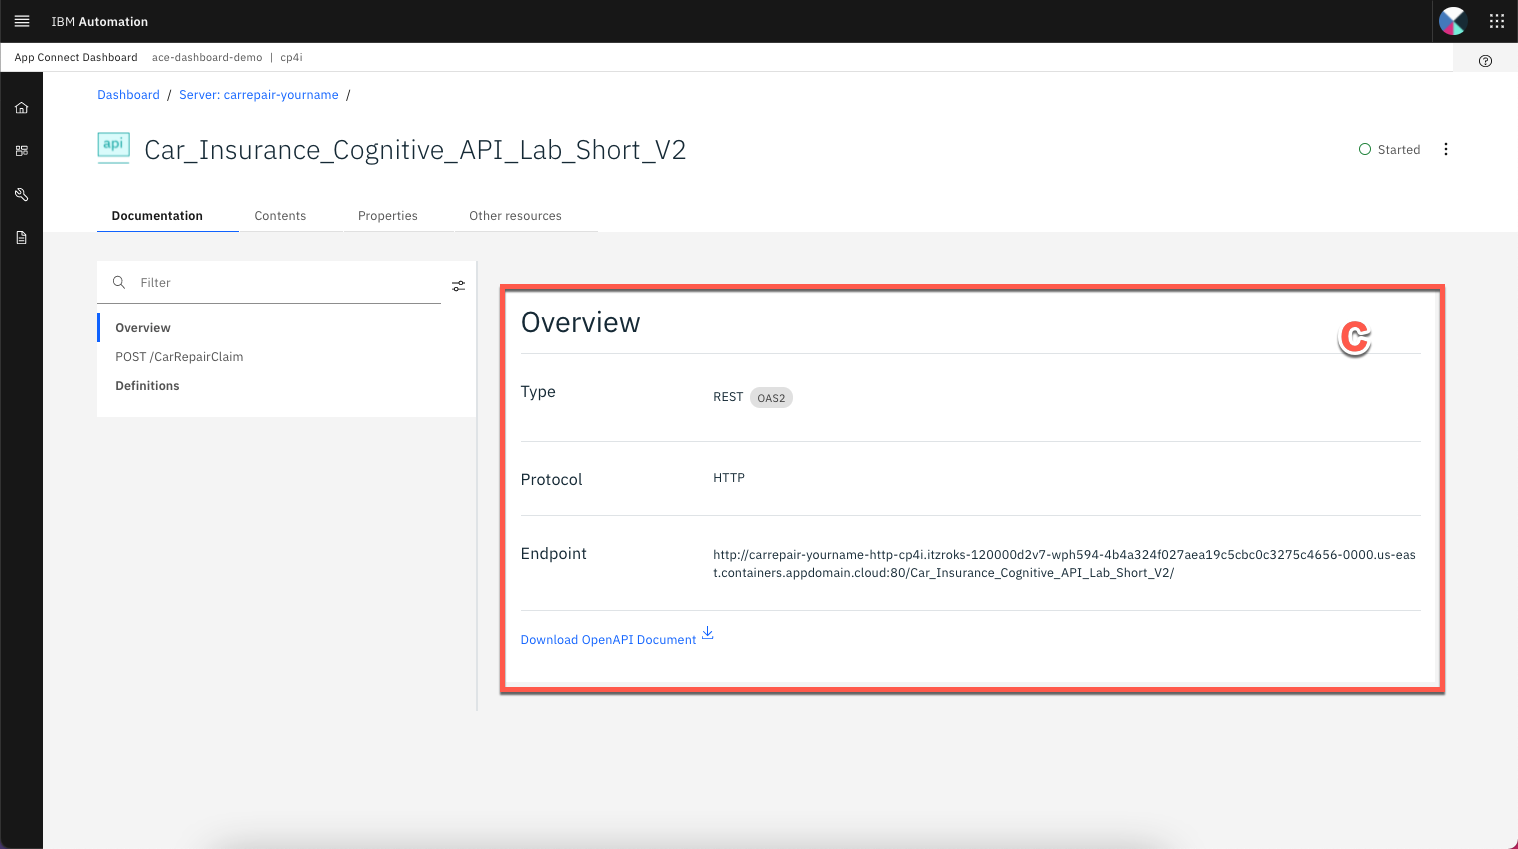 IBM Automation
App Connect Dashboard ace-dashboard-demo | cp4i
Dashboard / Server: carrepair-yourname /
api
Car_Insurance_Cognitive_API_Lab_Short_V2
Started
Documentation Contents Properties Other resources
Filter
Overview
POST /CarRepairClaim
Definitions
Overview
C
Type
REST OAS2
Protocol
HTTP
Endpoint
http://carrepair-yourname-http-cp4i.itzroks-120000d2v7-wph594-4b4a324f027aea19c5cbc0c3275c4656-0000.us-eas
t.containers.appdomain.cloud:80/Car_Insurance_Cognitive_API_Lab_Short_V2/
Download OpenAPI Document